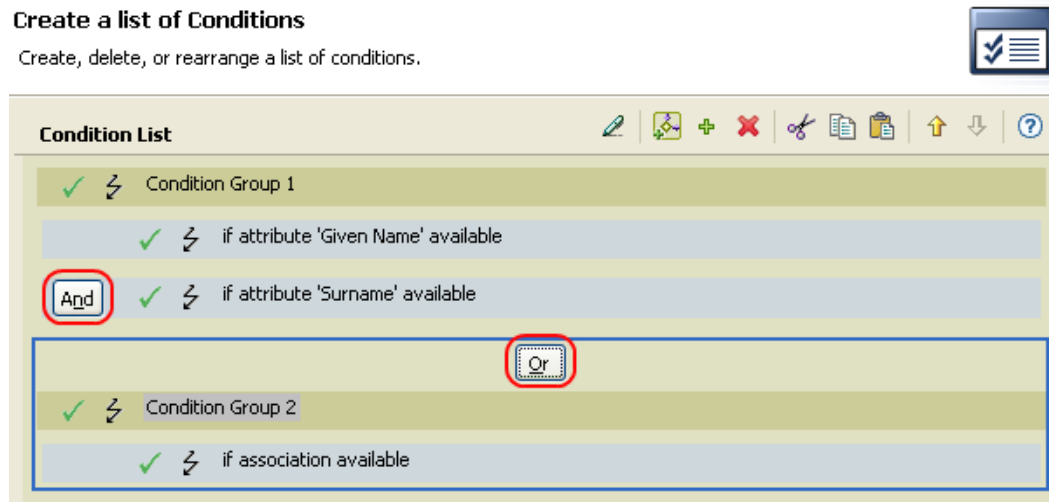 Create a list of Conditions
Create, delete, or rearrange a list of conditions.
Condition List
Condition Group 1
if attribute 'Given Name' available
And if attribute 'Surname' available
Or
Condition Group 2
if association available